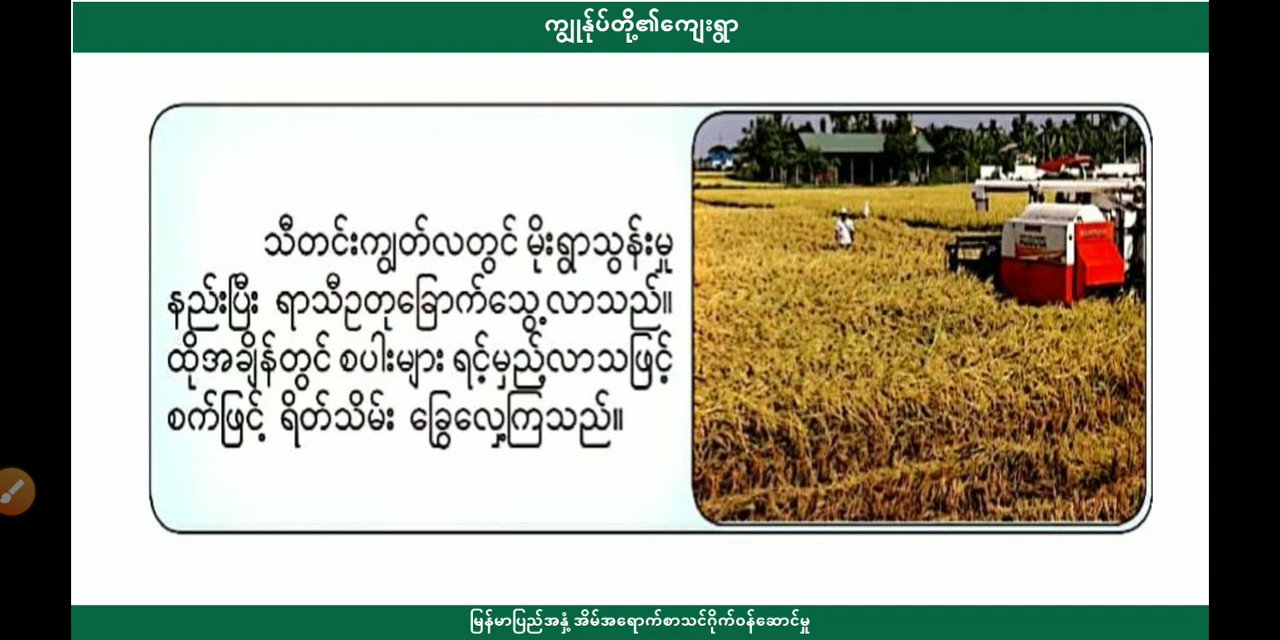 ကျွန်ုပ်တို့၏ကျေးရွာ
သီတင်းကျွတ်လတွင် မိုးရွာသွန်းမှု
နည်းပြီး ရာသီဥတုခြောက်သွေ့လာသည်။
ထိုအချိန်တွင် စပါးများ ရင့်မှည့်လာသဖြင့်
စက်ဖြင့် ရိတ်သိမ်း ခြွေလှေ့ကြသည်။
မြန်မာပြည်အနှံ့ အိမ်အရောက်စာသင်ဝိုက်ဝန်ဆောင်မှု